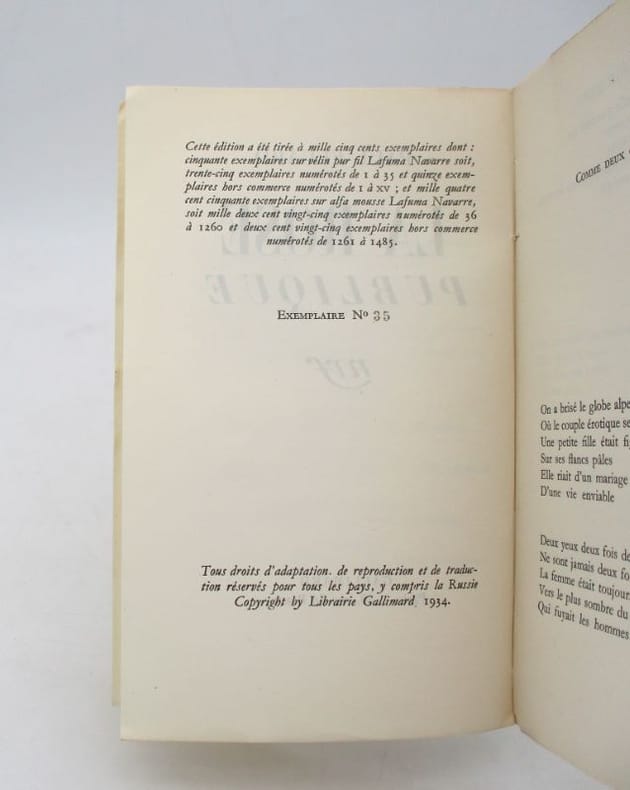 Cette édition a été tirée à mille cinq cents exemplaires dont :
cinquante exemplaires sur vélin pur fil Lafuma Navarre soit,
trente-cinq exemplaires numérotés de 1 à 35 et quinze exem-
plaires hors commerce numérotés de I à XV ; et mille quatre
cent cinquante exemplaires sur alfa mousse Lafuma Navarre,
soit mille deux cent vingt-cinq exemplaires numérotés de 36
à 1260 et deux cent vingt-cinq exemplaires hors commerce
numérotés de 1261 à 1485.
LA ROSE
PUBLIQUE
nrf
EXEMPLAIRE No 35
Tous droits d'adaptation. de reproduction et de traduc-
tion réservés pour tous les pays, y compris la Russie
Copyright by Librairie Gallimard 1934.
COMME DEUX
On a brisé le globe alpe
Où le couple érotique se
Une petite fille était
Sur ses flancs pâles
Elle riait d'un mariage
D'une vie enviable
Deux yeux deux fois de
Ne sont jamais deux fo
La femme était toujour
Vers le plus sombre du
Qui fuyait les hommes